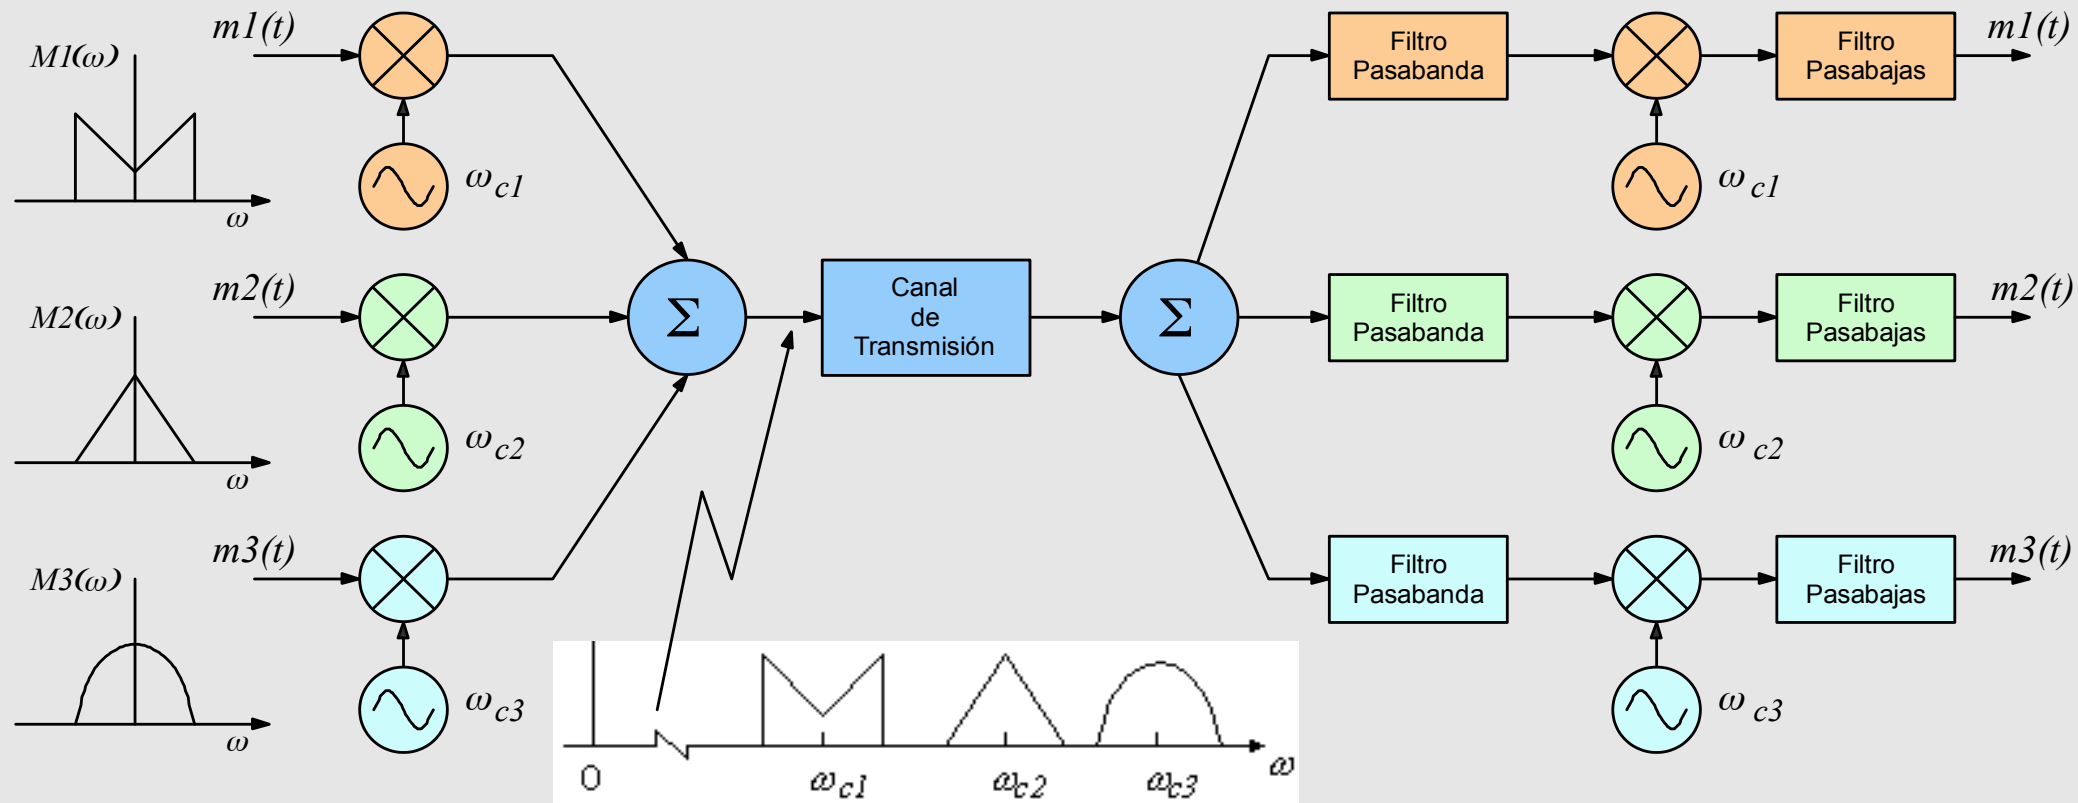 m1(t)
M1(ω)
ω
ωc1
m2(t)
M2(ω)
ω
ωc2
m3(t)
M3(ω)
ω
ωc3
Σ
Canal
de
Transmisión
Σ
Filtro
Pasabanda
ωc1
Filtro
Pasabajas
m1(t)
Filtro
Pasabanda
ωc2
Filtro
Pasabajas
m2(t)
Filtro
Pasabanda
ωc3
Filtro
Pasabajas
m3(t)
0 ωc1 ωc2 ωc3 ω